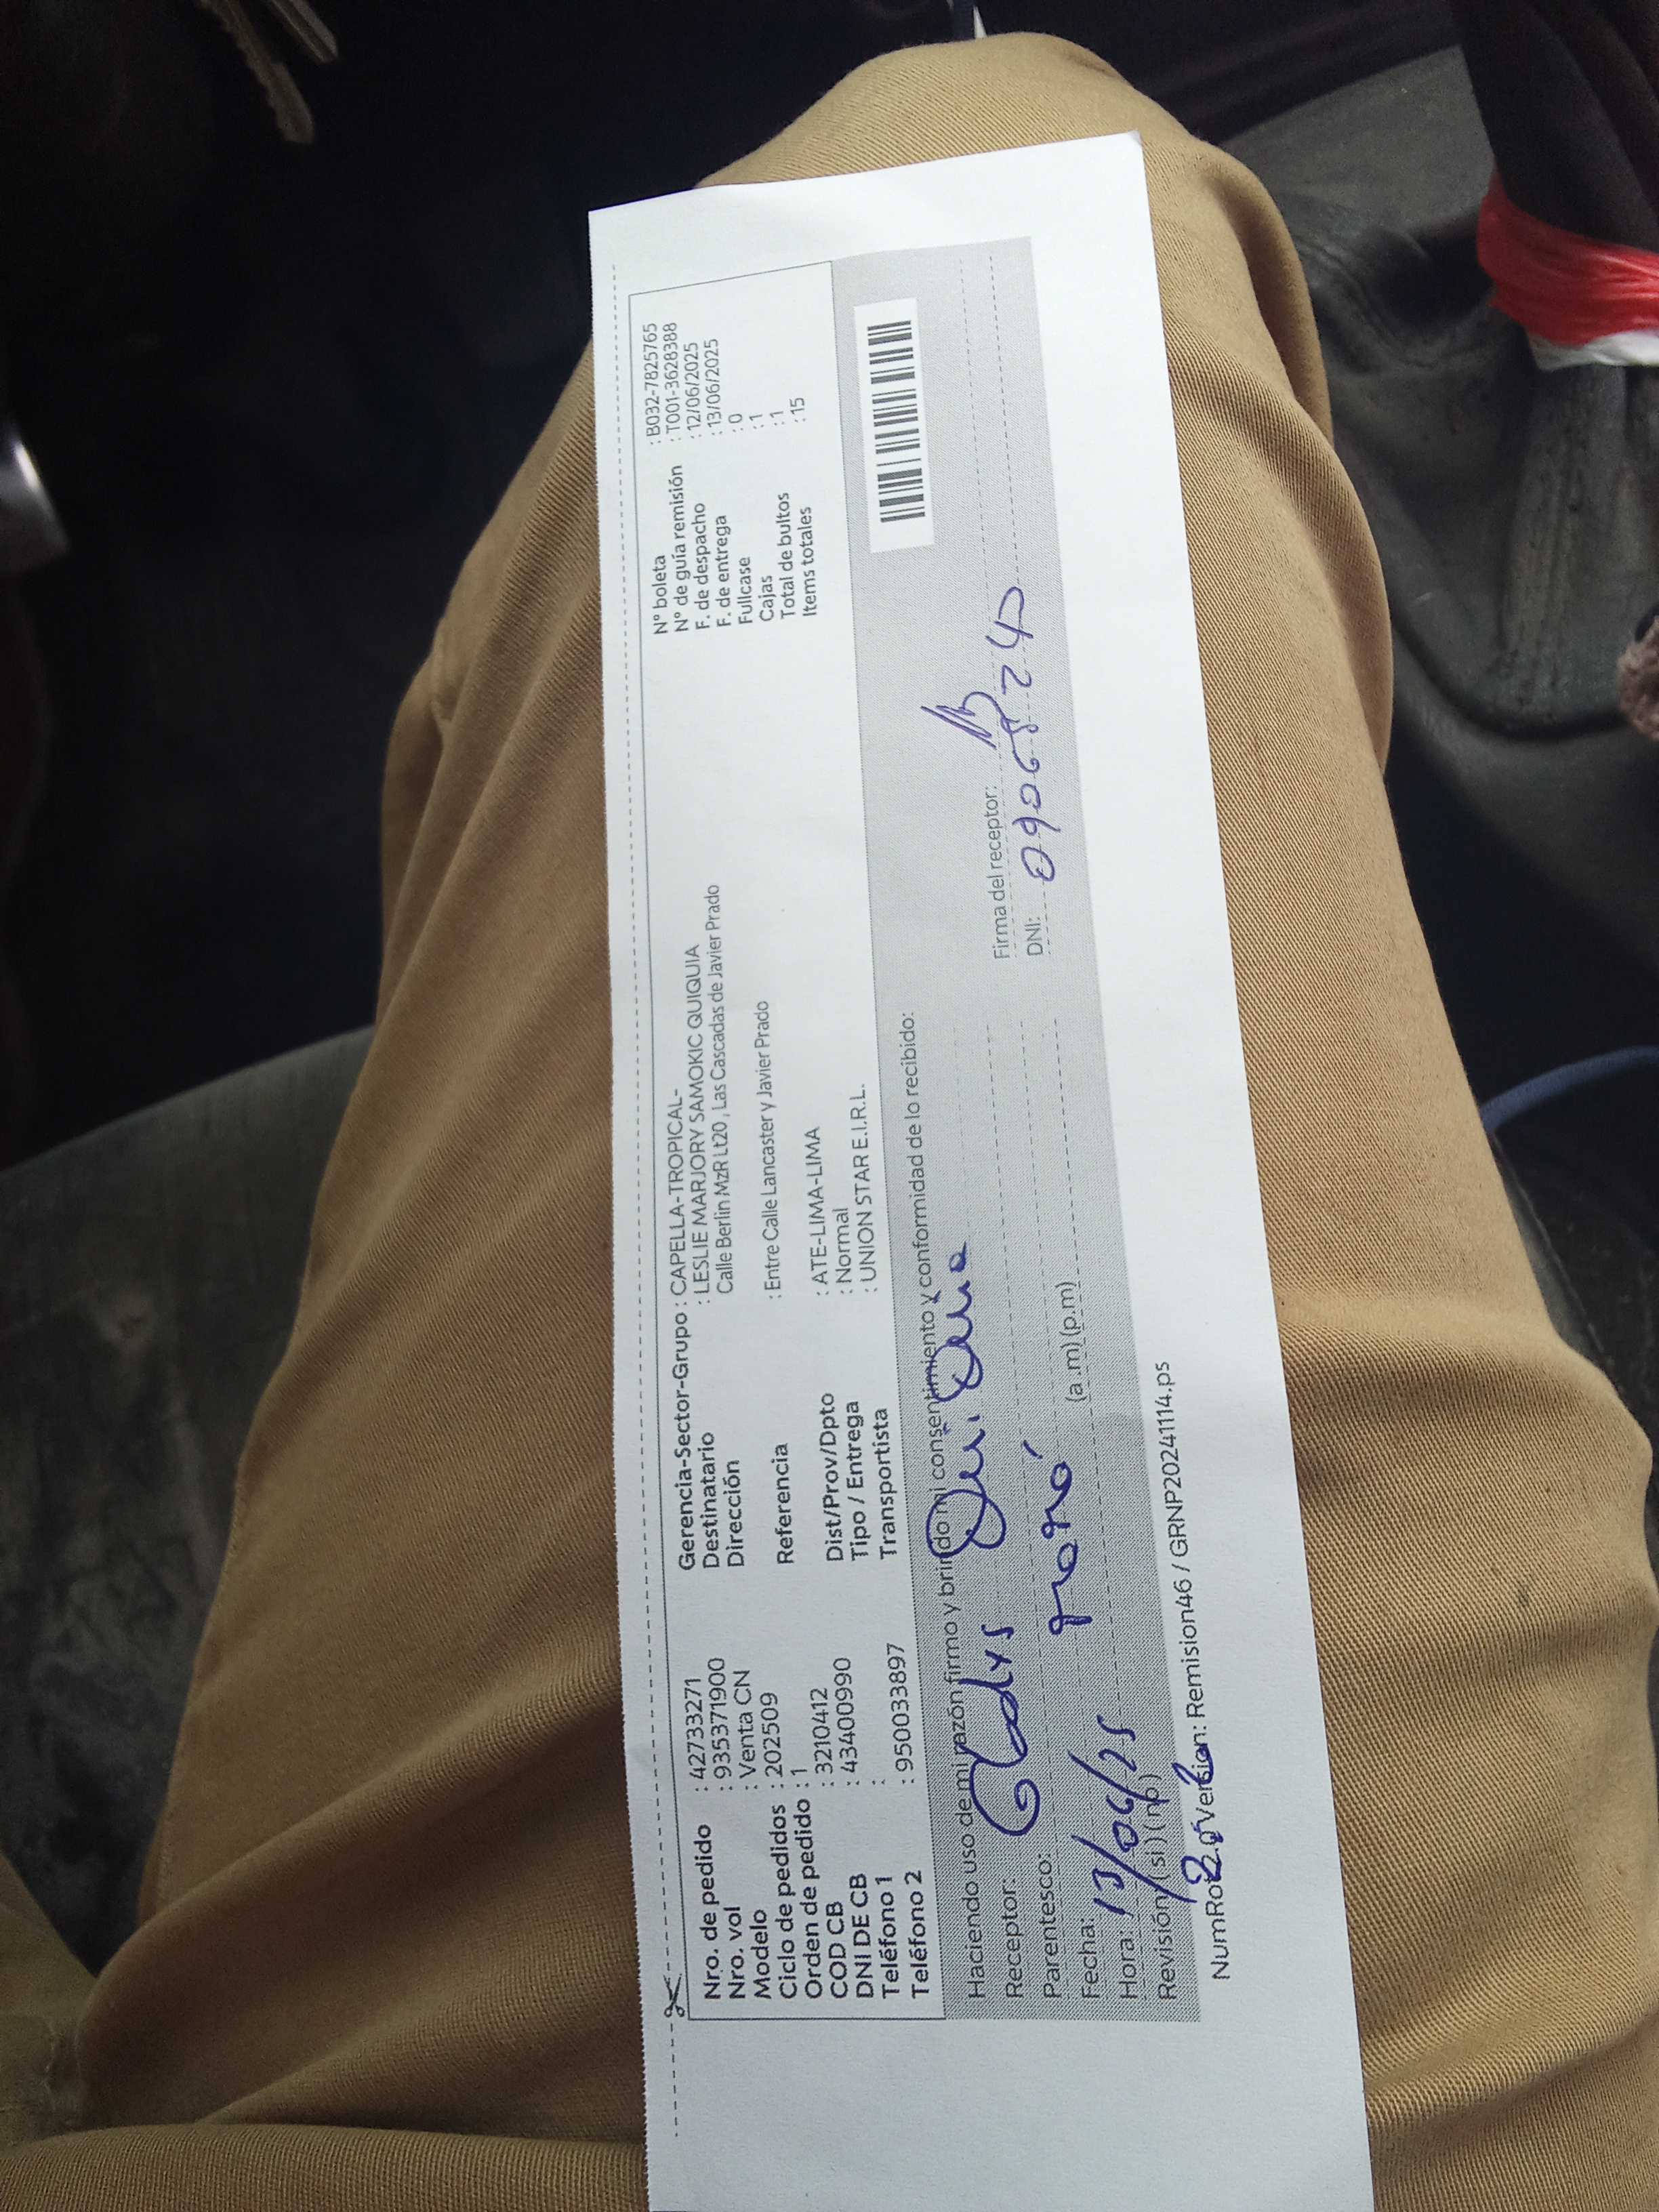 Nro. de pedido : 42733271
Nro. vol : 935371900
Modelo : Venta CN
Ciclo de pedidos : 202509
Orden de pedido : 1
COD CB : 3210412
DNI DE CB : 43400990
Teléfono 1 :
Teléfono 2 : 950033897
Gerencia-Sector-Grupo : CAPELLA-TROPICAL-
Destinatario : LESLIE MARJORY SAMOKIC QUIQUIA
Dirección Calle Berlin MzR Lt20 , Las Cascadas de Javier Prado
Referencia : Entre Calle Lancaster y Javier Prado
Dist/Prov/Dpto : ATE-LIMA-LIMA
Tipo / Entrega : Normal
Transportista : UNION STAR E.I.R.L.
N° boleta : B032-7825765
N° de guía remisión : T001-3628388
F. de despacho : 12/06/2025
F. de entrega : 13/06/2025
Fullcase : 0
Cajas : 1
Total de bultos : 1
Items totales : 15
Haciendo uso de mi razón firmo y brindo mi consentimiento y conformidad de lo recibido:
Receptor:
Parentesco: mamá
Fecha: 13/06/25
Hora: (a.m) (p.m)
Revisión (si) (no)
Firma del receptor:
DNI:
Version: Remision46 / GRNP20241114.ps